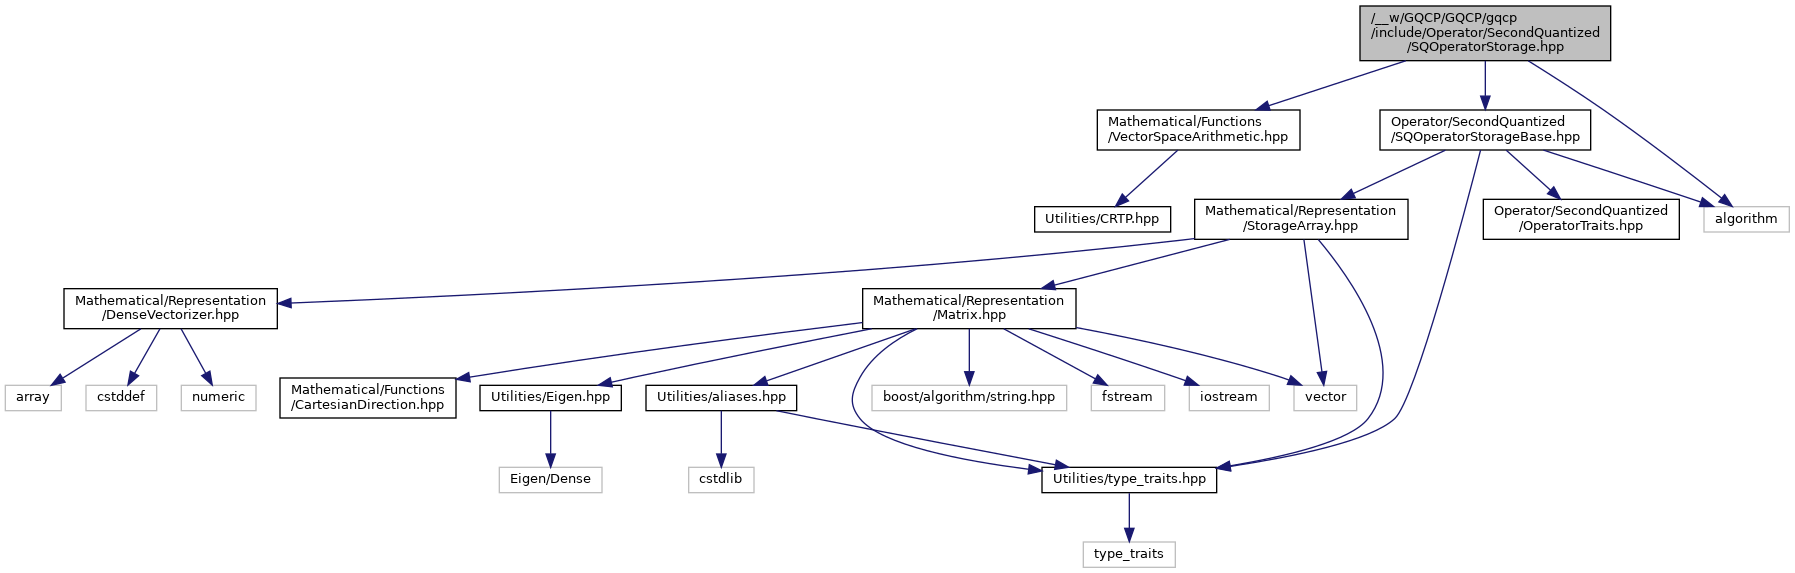 /__w/GQCP/GQCP/gqcp
/include/Operator/SecondQuantized
/SQOperatorStorage.hpp
Mathematical/Functions
/VectorSpaceArithmetic.hpp
Operator/SecondQuantized
/SQOperatorStorageBase.hpp
Utilities/CRTP.hpp
Mathematical/Representation
/StorageArray.hpp
Operator/SecondQuantized
/OperatorTraits.hpp
algorithm
Mathematical/Representation
/DenseVectorizer.hpp
Mathematical/Representation
/Matrix.hpp
array
cstddef
numeric
Mathematical/Functions
/CartesianDirection.hpp
Utilities/Eigen.hpp
Utilities/aliases.hpp
boost/algorithm/string.hpp
fstream
iostream
vector
Eigen/Dense
cstdlib
Utilities/type_traits.hpp
type_traits